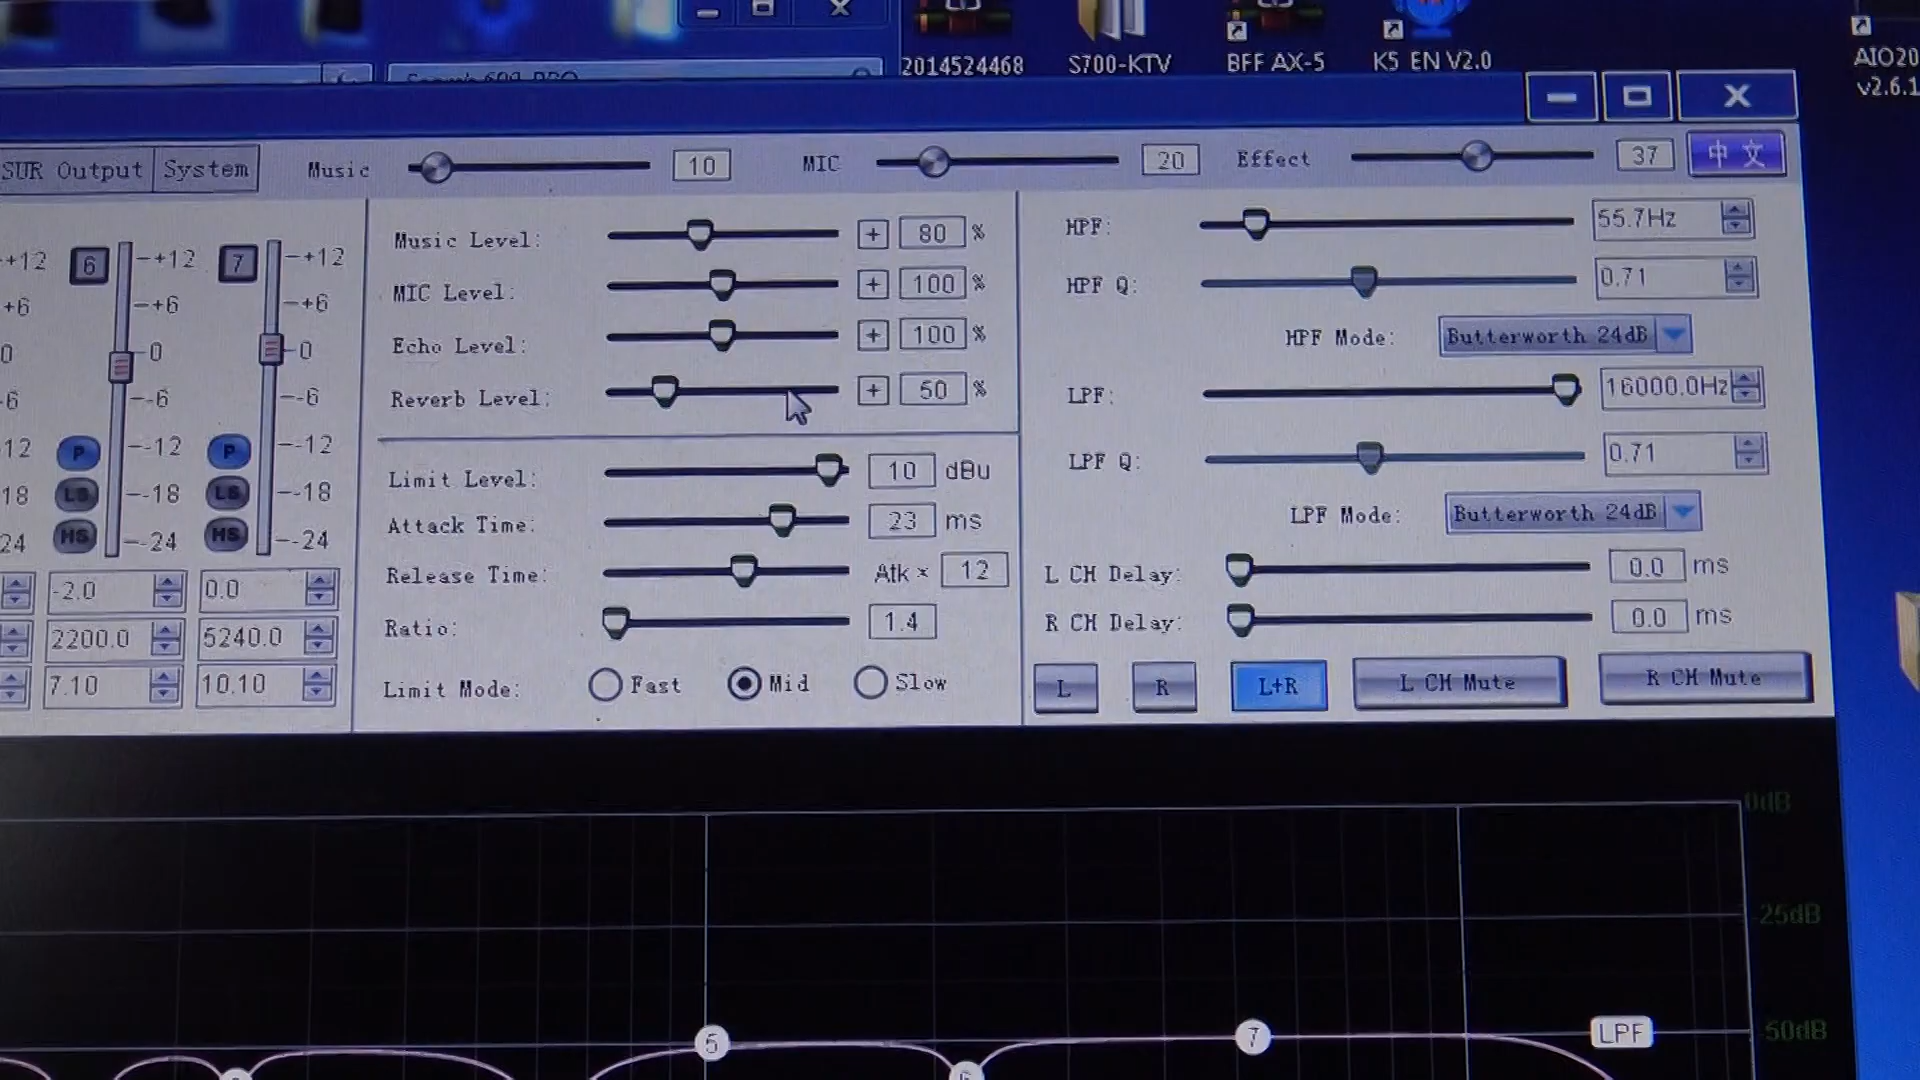 2014524468
S700-KTV
BFF AX-5
K5 EN V2.0
AIO20
v2.6.1
SUR Output
System
Music
10
MIC
20
Effect
37
中文
+12
6
+12
7
+12
+6
+6
+6
0
0
0
-6
-6
-6
12
P
-12
P
-12
18
LS
-18
LS
-18
24
HS
-24
HS
-24
-2.0
0.0
2200.0
5240.0
7.10
10.10
Music Level:
+
80 %
MIC Level:
+
100 %
Echo Level:
+
100 %
Reverb Level:
+
50 %
Limit Level:
10 dBu
Attack Time:
23 ms
Release Time:
Atk × 12
Ratio:
1.4
Limit Mode:
Fast
Mid
Slow
HPF:
55.7Hz
HPF Q:
0.71
HPF Mode:
Butterworth 24dB
LPF:
16000.0Hz
LPF Q:
0.71
LPF Mode:
Butterworth 24dB
L CH Delay:
0.0 ms
R CH Delay:
0.0 ms
L
R
L+R
L CH Mute
R CH Mute
0dB
-25dB
-50dB
5
7
LPF